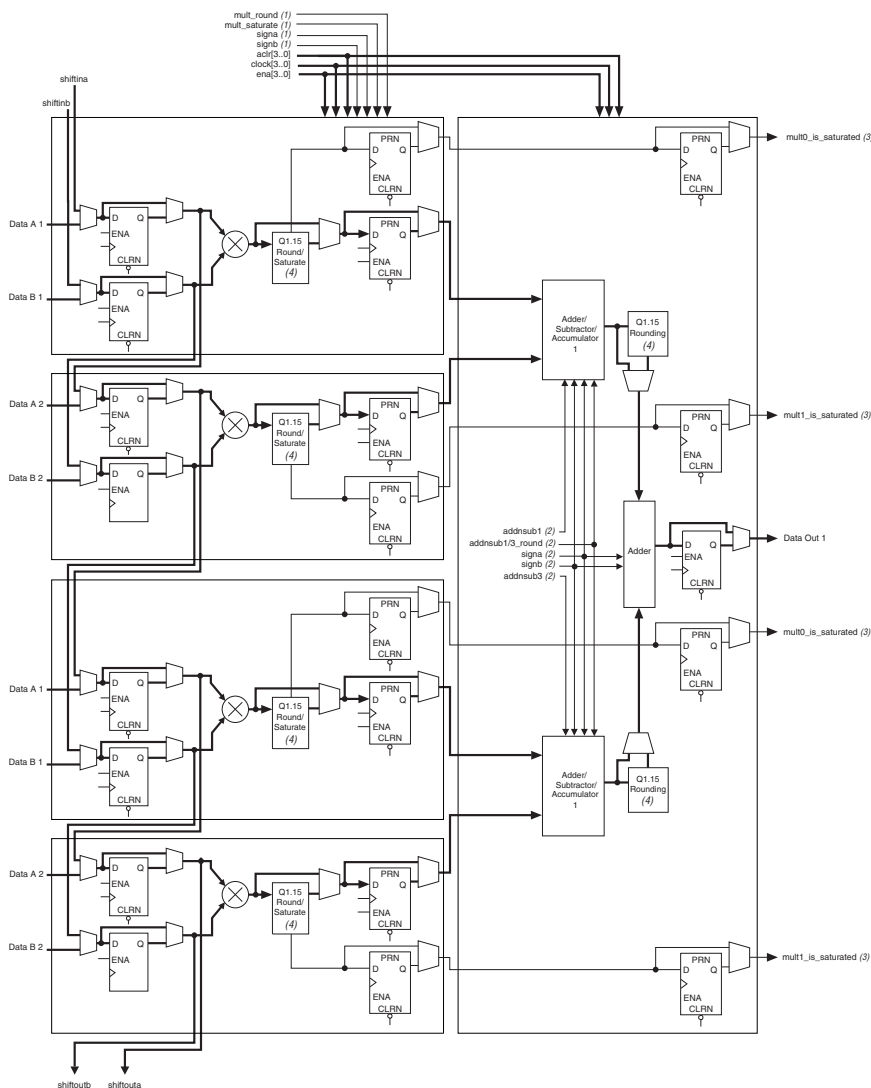 mult_round (1)
mult_saturate (1)
signa (1)
signb (1)
aclr[3..0]
clock[3..0]
ena[3..0]
shiftina
shiftinb
PRN
D Q
ENA
CLRN
PRN
D Q
ENA
CLRN
mult0_is_saturated (3)
Data A 1
D Q
ENA
CLRN
Q1.15
Round/
Saturate
(4)
PRN
D Q
ENA
CLRN
Data B 1
D Q
ENA
CLRN
Adder/
Subtractor/
Accumulator
1
Q1.15
Rounding
(4)
Data A 2
D Q
ENA
CLRN
Q1.15
Round/
Saturate
(4)
PRN
D Q
ENA
CLRN
PRN
D Q
ENA
CLRN
mult1_is_saturated (3)
Data B 2
D Q
ENA
PRN
D Q
ENA
CLRN
addnsub1 (2)
addnsub1/3_round (2)
signa (2)
signb (2)
addnsub3 (2)
Adder
D Q
ENA
CLRN
Data Out 1
PRN
D Q
ENA
CLRN
PRN
D Q
ENA
CLRN
mult0_is_saturated (3)
Data A 1
D Q
ENA
CLRN
Q1.15
Round/
Saturate
(4)
PRN
D Q
ENA
CLRN
Data B 1
D Q
ENA
CLRN
Adder/
Subtractor/
Accumulator
1
Q1.15
Rounding
(4)
Data A 2
D Q
ENA
CLRN
Q1.15
Round/
Saturate
(4)
PRN
D Q
ENA
CLRN
Data B 2
D Q
ENA
PRN
D Q
ENA
CLRN
PRN
D Q
ENA
CLRN
mult1_is_saturated (3)
shiftoutb
shiftouta